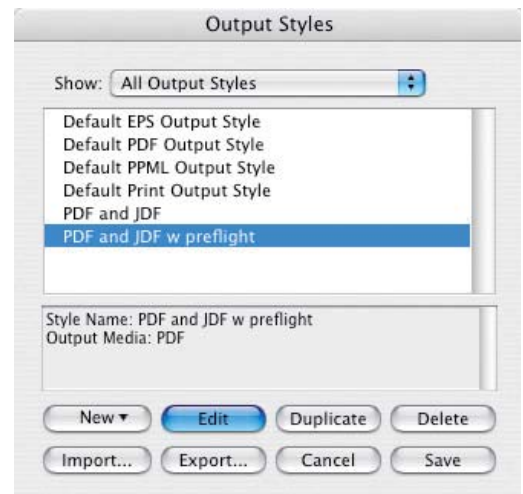 Output Styles
Show: All Output Styles
Default EPS Output Style
Default PDF Output Style
Default PPML Output Style
Default Print Output Style
PDF and JDF
PDF and JDF w preflight
Style Name: PDF and JDF w preflight
Output Media: PDF
New Edit Duplicate Delete
Import... Export... Cancel Save